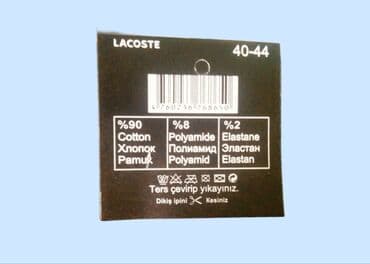 LACOSTE 40-44
%90 %8 %2
Cotton Polyamide Elastane
Хлопок Полиамид Эластан
Pamuk Polyamid Elastan
Ters çevirip yıkayınız.
Dikiş ipini Kesiniz